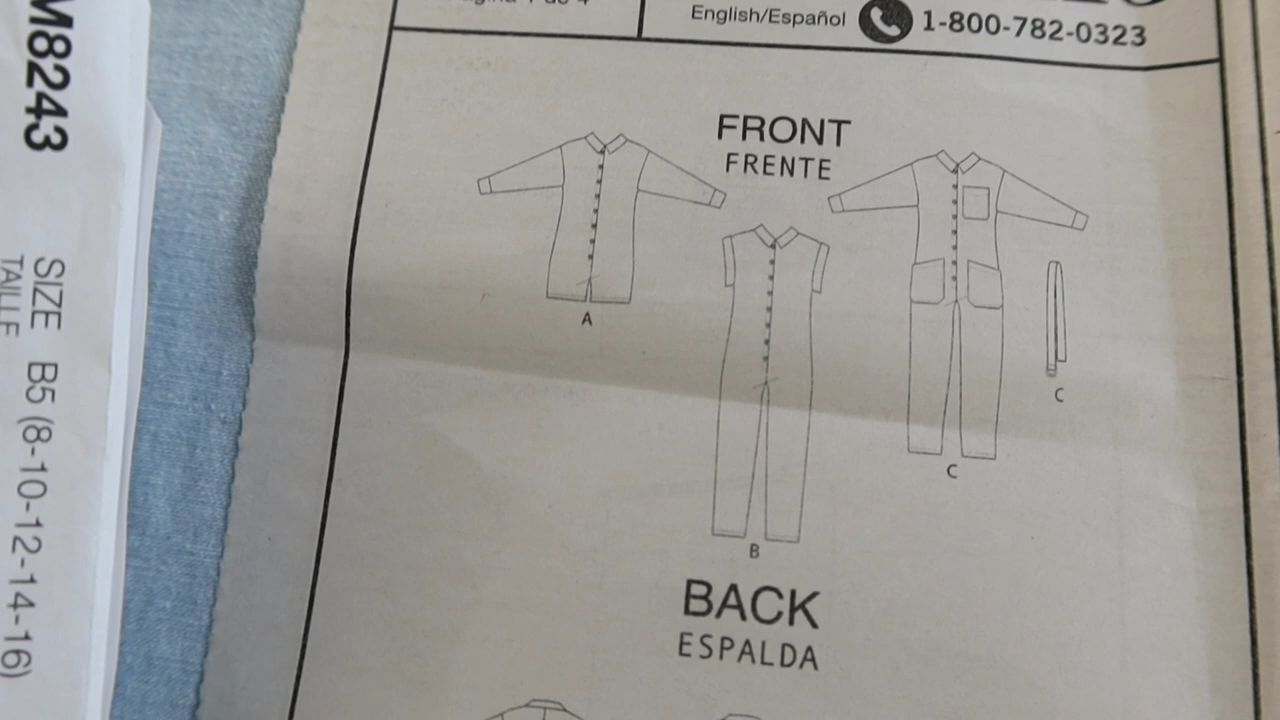 M8243
SIZE B5 (8-10-12-14-16)
TAILLE
English/Español 1-800-782-0323
FRONT
FRENTE
A
B
C
C
BACK
ESPALDA